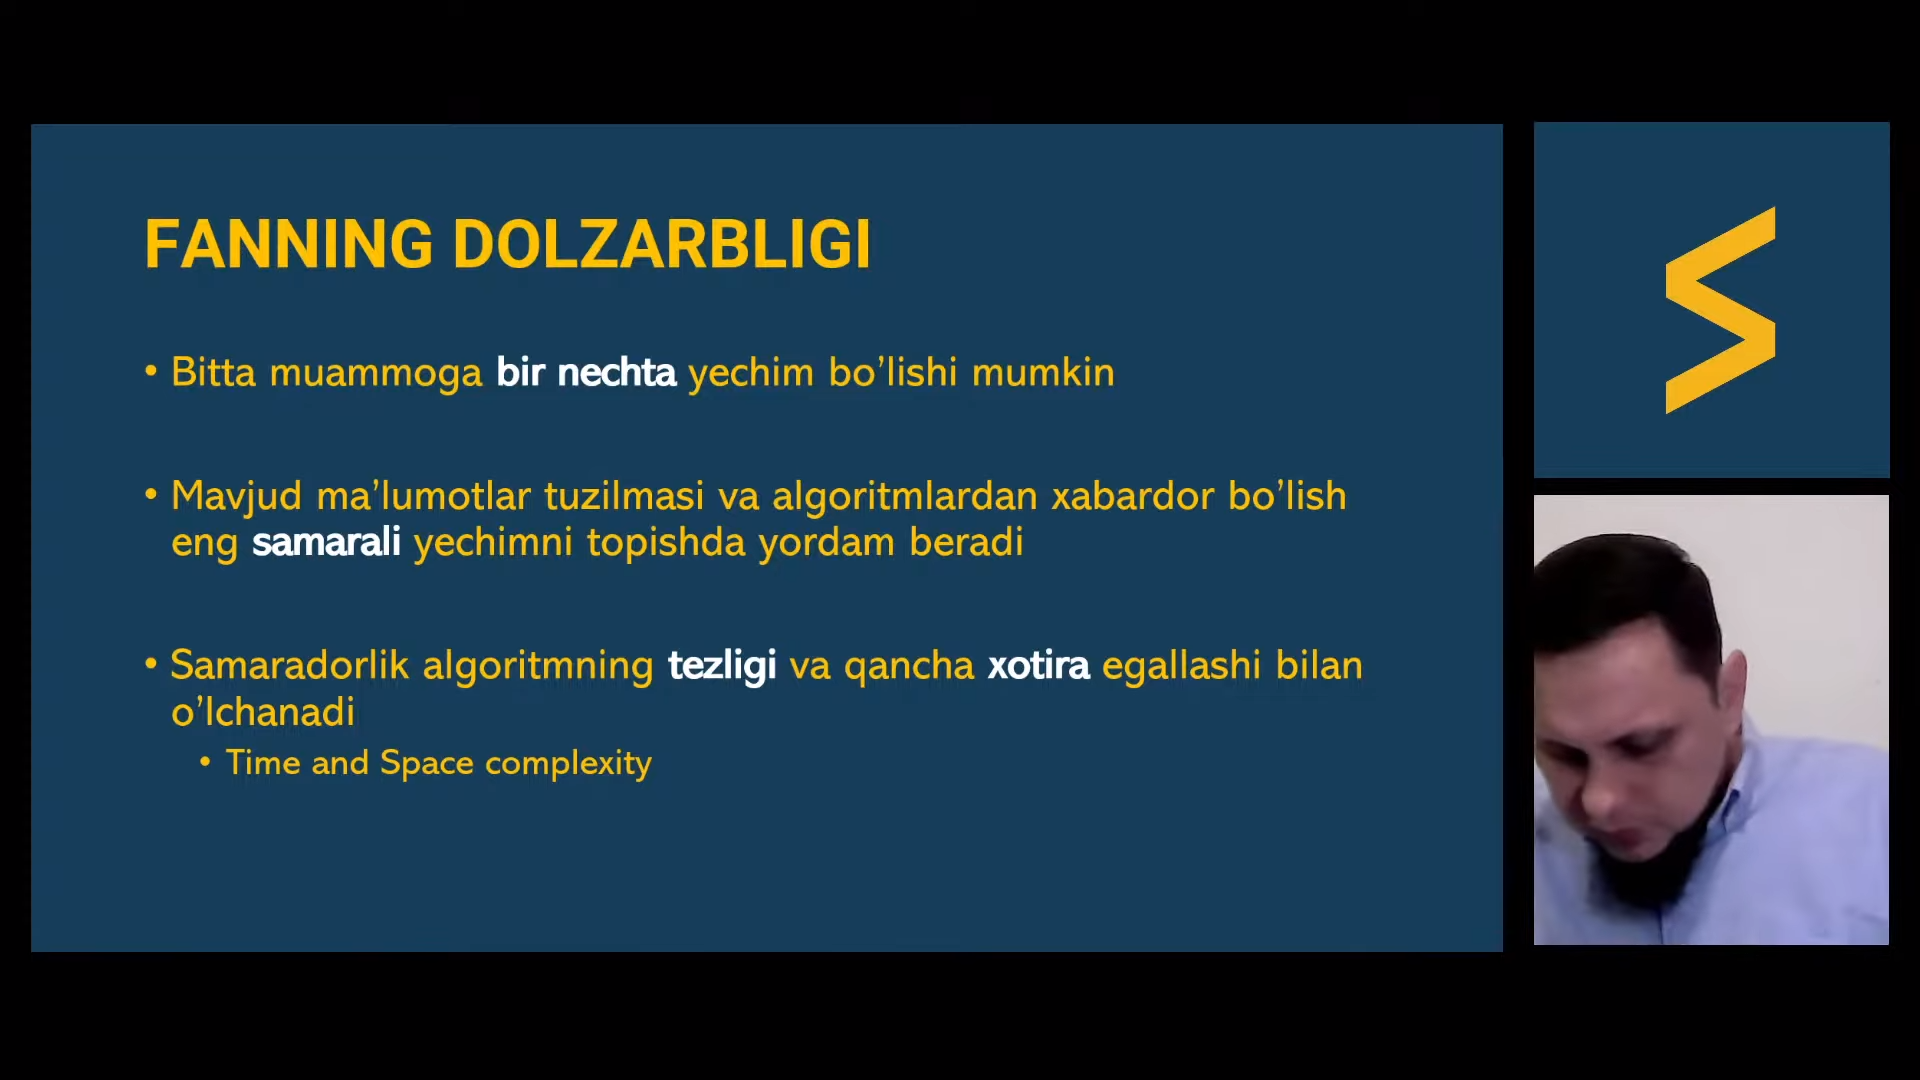 FANNING DOLZARBLIGI
• Bitta muammoga bir nechta yechim bo’lishi mumkin
• Mavjud ma’lumotlar tuzilmasi va algoritmlardan xabardor bo’lish
eng samarali yechimni topishda yordam beradi
• Samaradorlik algoritmning tezligi va qancha xotira egallashi bilan
o’lchanadi
• Time and Space complexity